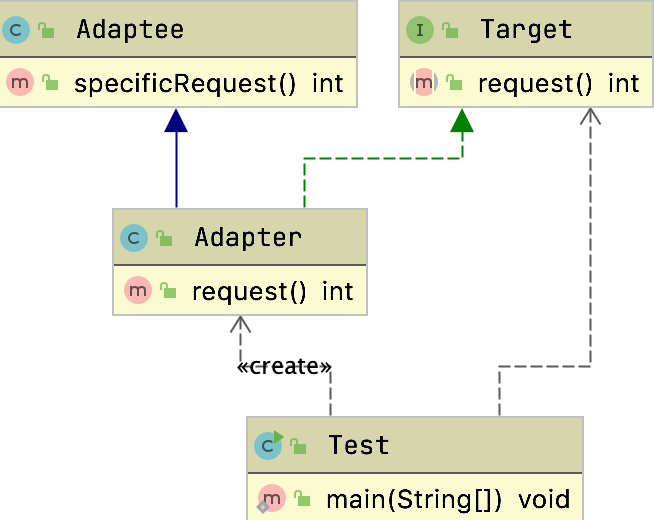 C Adaptee
m specificRequest() int
I Target
m request() int
C Adapter
m request() int
«create»
C Test
m main(String[]) void